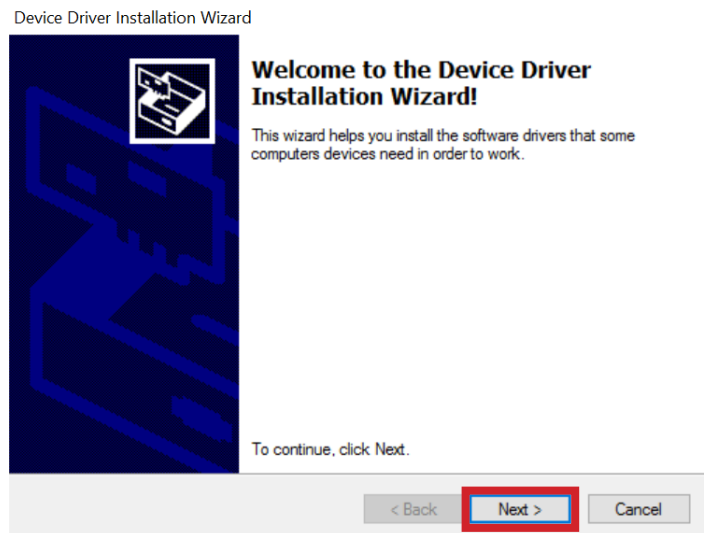 Device Driver Installation Wizard
Welcome to the Device Driver
Installation Wizard!
This wizard helps you install the software drivers that some
computers devices need in order to work.
To continue, click Next.
< Back
Next >
Cancel